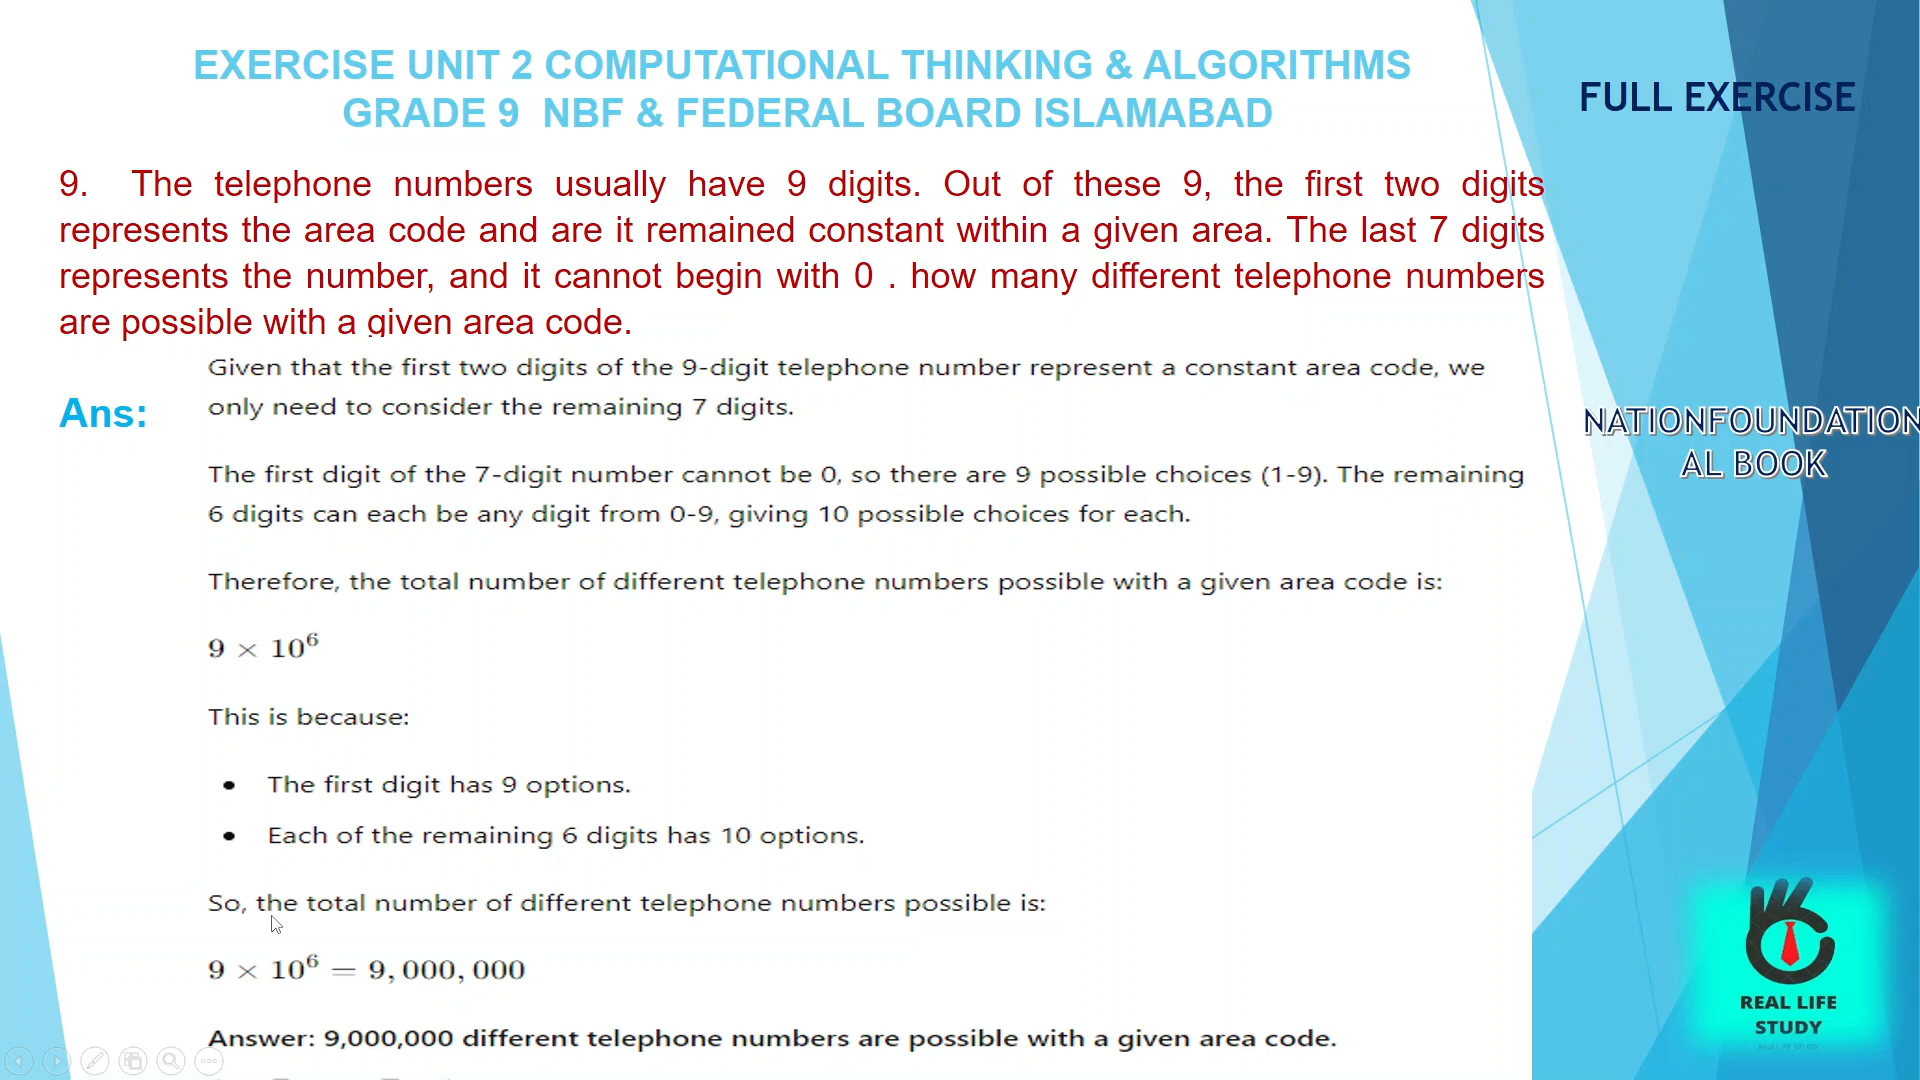 EXERCISE UNIT 2 COMPUTATIONAL THINKING & ALGORITHMS
GRADE 9 NBF & FEDERAL BOARD ISLAMABAD
FULL EXERCISE
9. The telephone numbers usually have 9 digits. Out of these 9, the first two digits
represents the area code and are it remained constant within a given area. The last 7 digits
represents the number, and it cannot begin with 0 . how many different telephone numbers
are possible with a given area code.
Ans:
Given that the first two digits of the 9-digit telephone number represent a constant area code, we
only need to consider the remaining 7 digits.
The first digit of the 7-digit number cannot be 0, so there are 9 possible choices (1-9). The remaining
6 digits can each be any digit from 0-9, giving 10 possible choices for each.
Therefore, the total number of different telephone numbers possible with a given area code is:
9 × 10⁶
This is because:
• The first digit has 9 options.
• Each of the remaining 6 digits has 10 options.
So, the total number of different telephone numbers possible is:
9 × 10⁶ = 9,000,000
Answer: 9,000,000 different telephone numbers are possible with a given area code.
NATIONFOUNDATION
AL BOOK
REAL LIFE
STUDY
Real LIFE STUDY